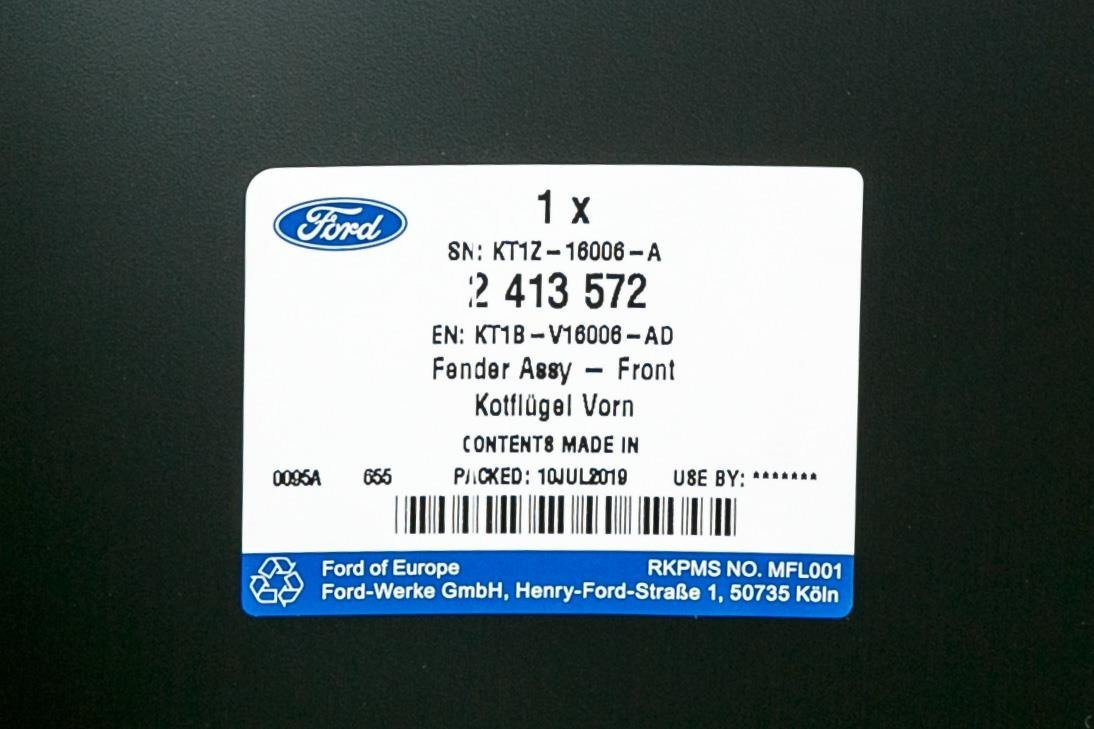 Ford
1 x
SN: KT1Z-16006-A
2 413 572
EN: KT1B-V16006-AD
Fender Assy - Front
Kotflügel Vorn
CONTENTS MADE IN
0095A 655 PACKED: 10JUL2019 USE BY: *******
Ford of Europe RKPMS NO. MFL001
Ford-Werke GmbH, Henry-Ford-Straße 1, 50735 Köln